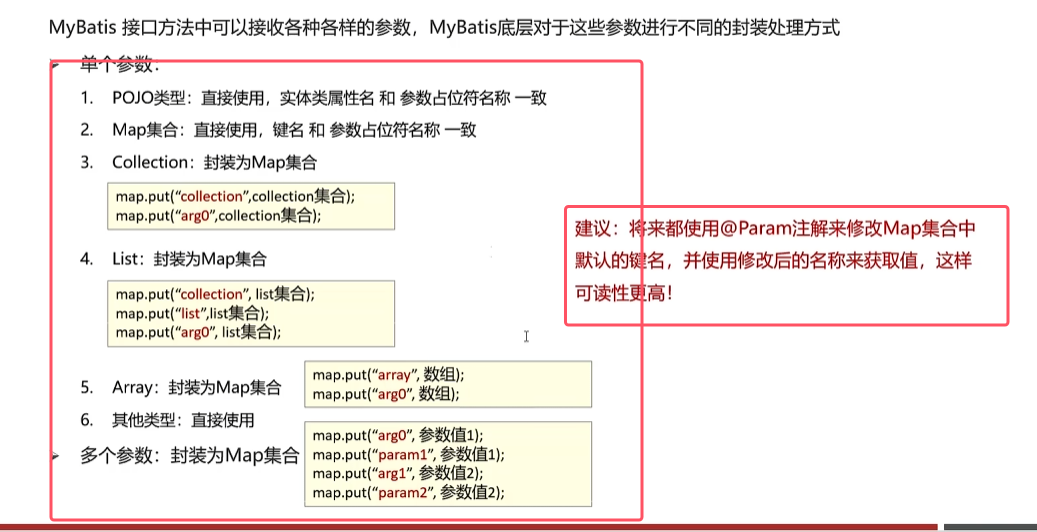 MyBatis 接口方法中可以接收各种各样的参数，MyBatis底层对于这些参数进行不同的封装处理方式
➢ 单个参数：
1. POJO类型：直接使用，实体类属性名 和 参数占位符名称 一致
2. Map集合：直接使用，键名 和 参数占位符名称 一致
3. Collection：封装为Map集合
map.put(“collection”,collection集合);
map.put(“arg0”,collection集合);
4. List：封装为Map集合
map.put(“collection”, list集合);
map.put(“list”,list集合);
map.put(“arg0”, list集合);
5. Array：封装为Map集合
map.put(“array”, 数组);
map.put(“arg0”, 数组);
6. 其他类型：直接使用
➢ 多个参数：封装为Map集合
map.put(“arg0”, 参数值1);
map.put(“param1”, 参数值1);
map.put(“arg1”, 参数值2);
map.put(“param2”, 参数值2);
建议：将来都使用@Param注解来修改Map集合中
默认的键名，并使用修改后的名称来获取值，这样
可读性更高！